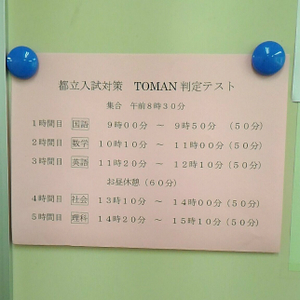 都立入試対策　TOMAN判定テスト
集合　午前８時３０分
１時間目　国語　９時００分　～　９時５０分　（５０分）
２時間目　数学　１０時１０分　～　１１時００分（５０分）
３時間目　英語　１１時２０分　～　１２時１０分（５０分）
お昼休憩（６０分）
４時間目　社会　１３時１０分　～　１４時００分（５０分）
５時間目　理科　１４時２０分　～　１５時１０分（５０分）